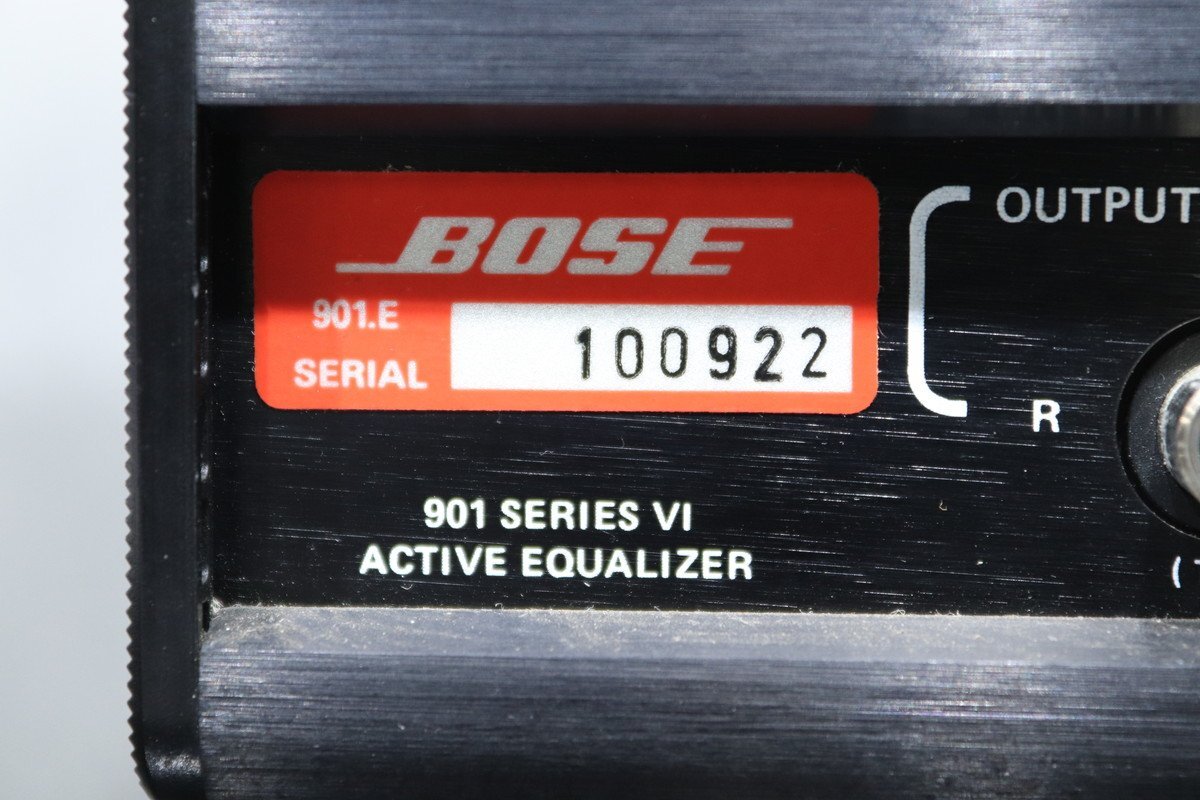 BOSE
901.E
SERIAL 100922
OUTPUT
R
901 SERIES VI
ACTIVE EQUALIZER